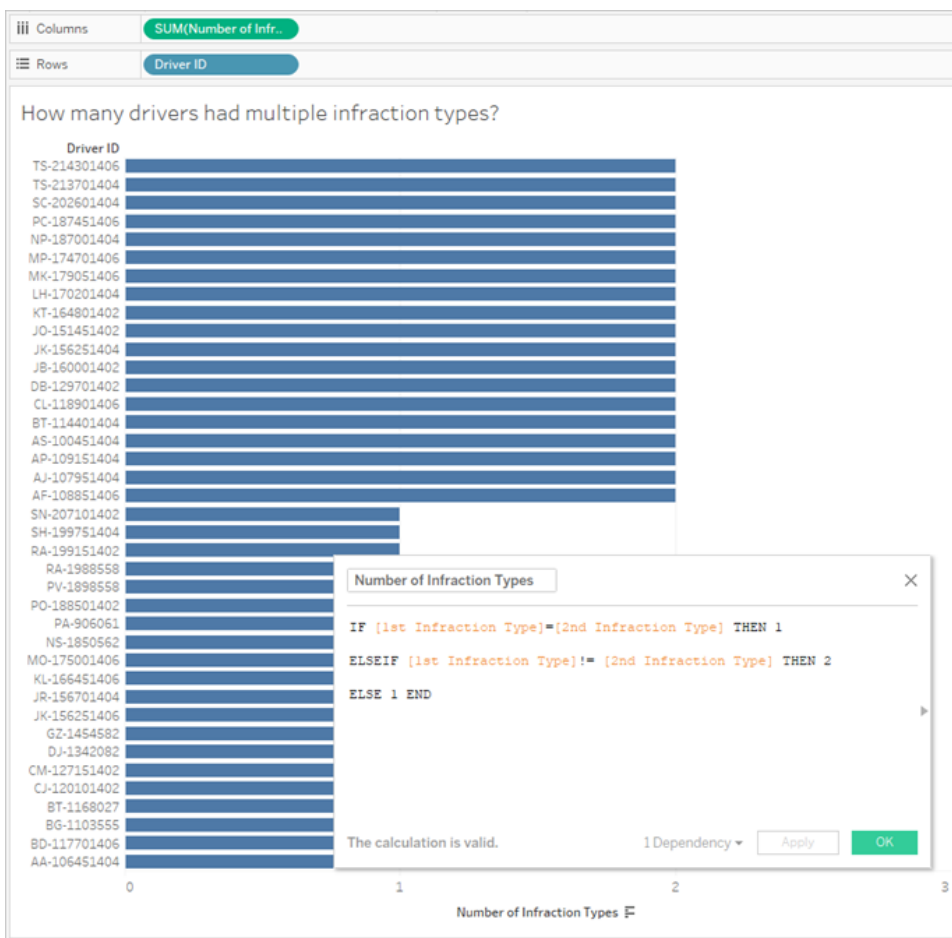 Columns
SUM(Number of Infr..
Rows
Driver ID
How many drivers had multiple infraction types?
Driver ID
TS-214301406
TS-213701404
SC-202601404
PC-187451406
NP-187001404
MP-174701406
MK-179051406
LH-170201404
KT-164801402
JO-151451402
JK-156251404
JB-160001402
DB-129701402
CL-118901406
BT-114401404
AS-100451404
AP-109151404
AJ-107951404
AF-108851406
SN-207101402
SH-199751404
RA-199151402
RA-1988558
PV-1898558
PO-188501402
PA-906061
NS-1850562
MO-175001406
KL-166451406
JR-156701404
JK-156251406
GZ-1454582
DJ-1342082
CM-127151402
CJ-120101402
BT-1168027
BG-1103555
BD-117701406
AA-106451404
Number of Infraction Types
IF [1st Infraction Type]=[2nd Infraction Type] THEN 1
ELSEIF [1st Infraction Type]!= [2nd Infraction Type] THEN 2
ELSE 1 END
The calculation is valid.
1 Dependency
Apply
OK
0 1 2 3
Number of Infraction Types